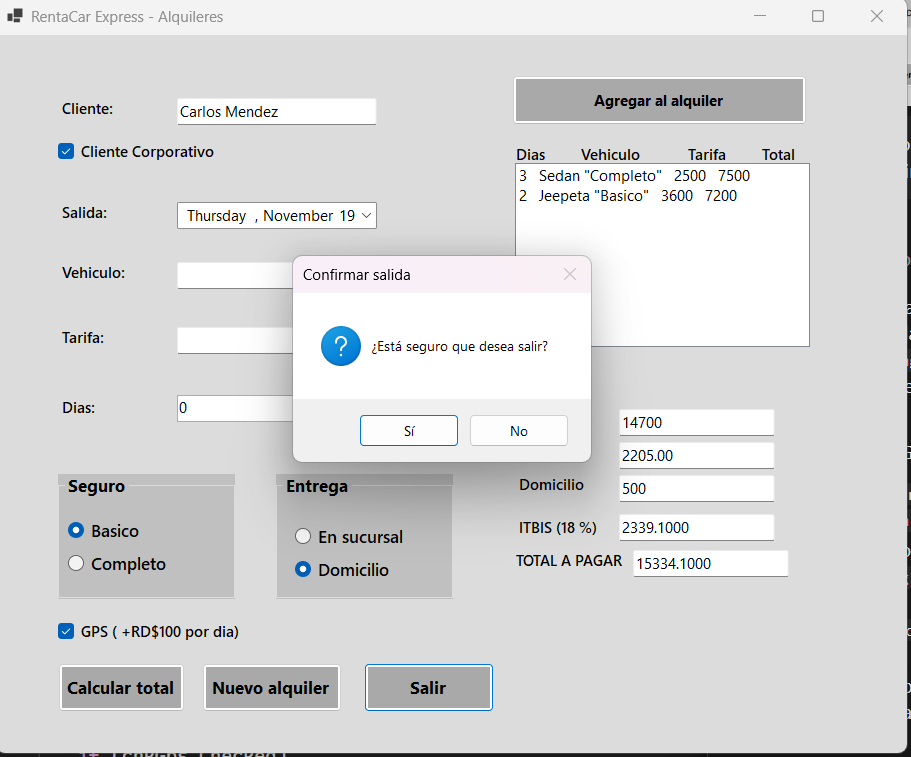 RentaCar Express - Alquileres
Cliente:
Carlos Mendez
Agregar al alquiler
Cliente Corporativo
Dias Vehiculo Tarifa Total
3 Sedan "Completo" 2500 7500
2 Jeepeta "Basico" 3600 7200
Salida:
Thursday , November 19
Vehiculo:
Confirmar salida
¿Está seguro que desea salir?
Sí
No
Tarifa:
Dias:
0
14700
2205.00
Domicilio
500
ITBIS (18 %)
2339.1000
TOTAL A PAGAR
15334.1000
Seguro
Basico
Completo
Entrega
En sucursal
Domicilio
GPS ( +RD$100 por dia)
Calcular total
Nuevo alquiler
Salir